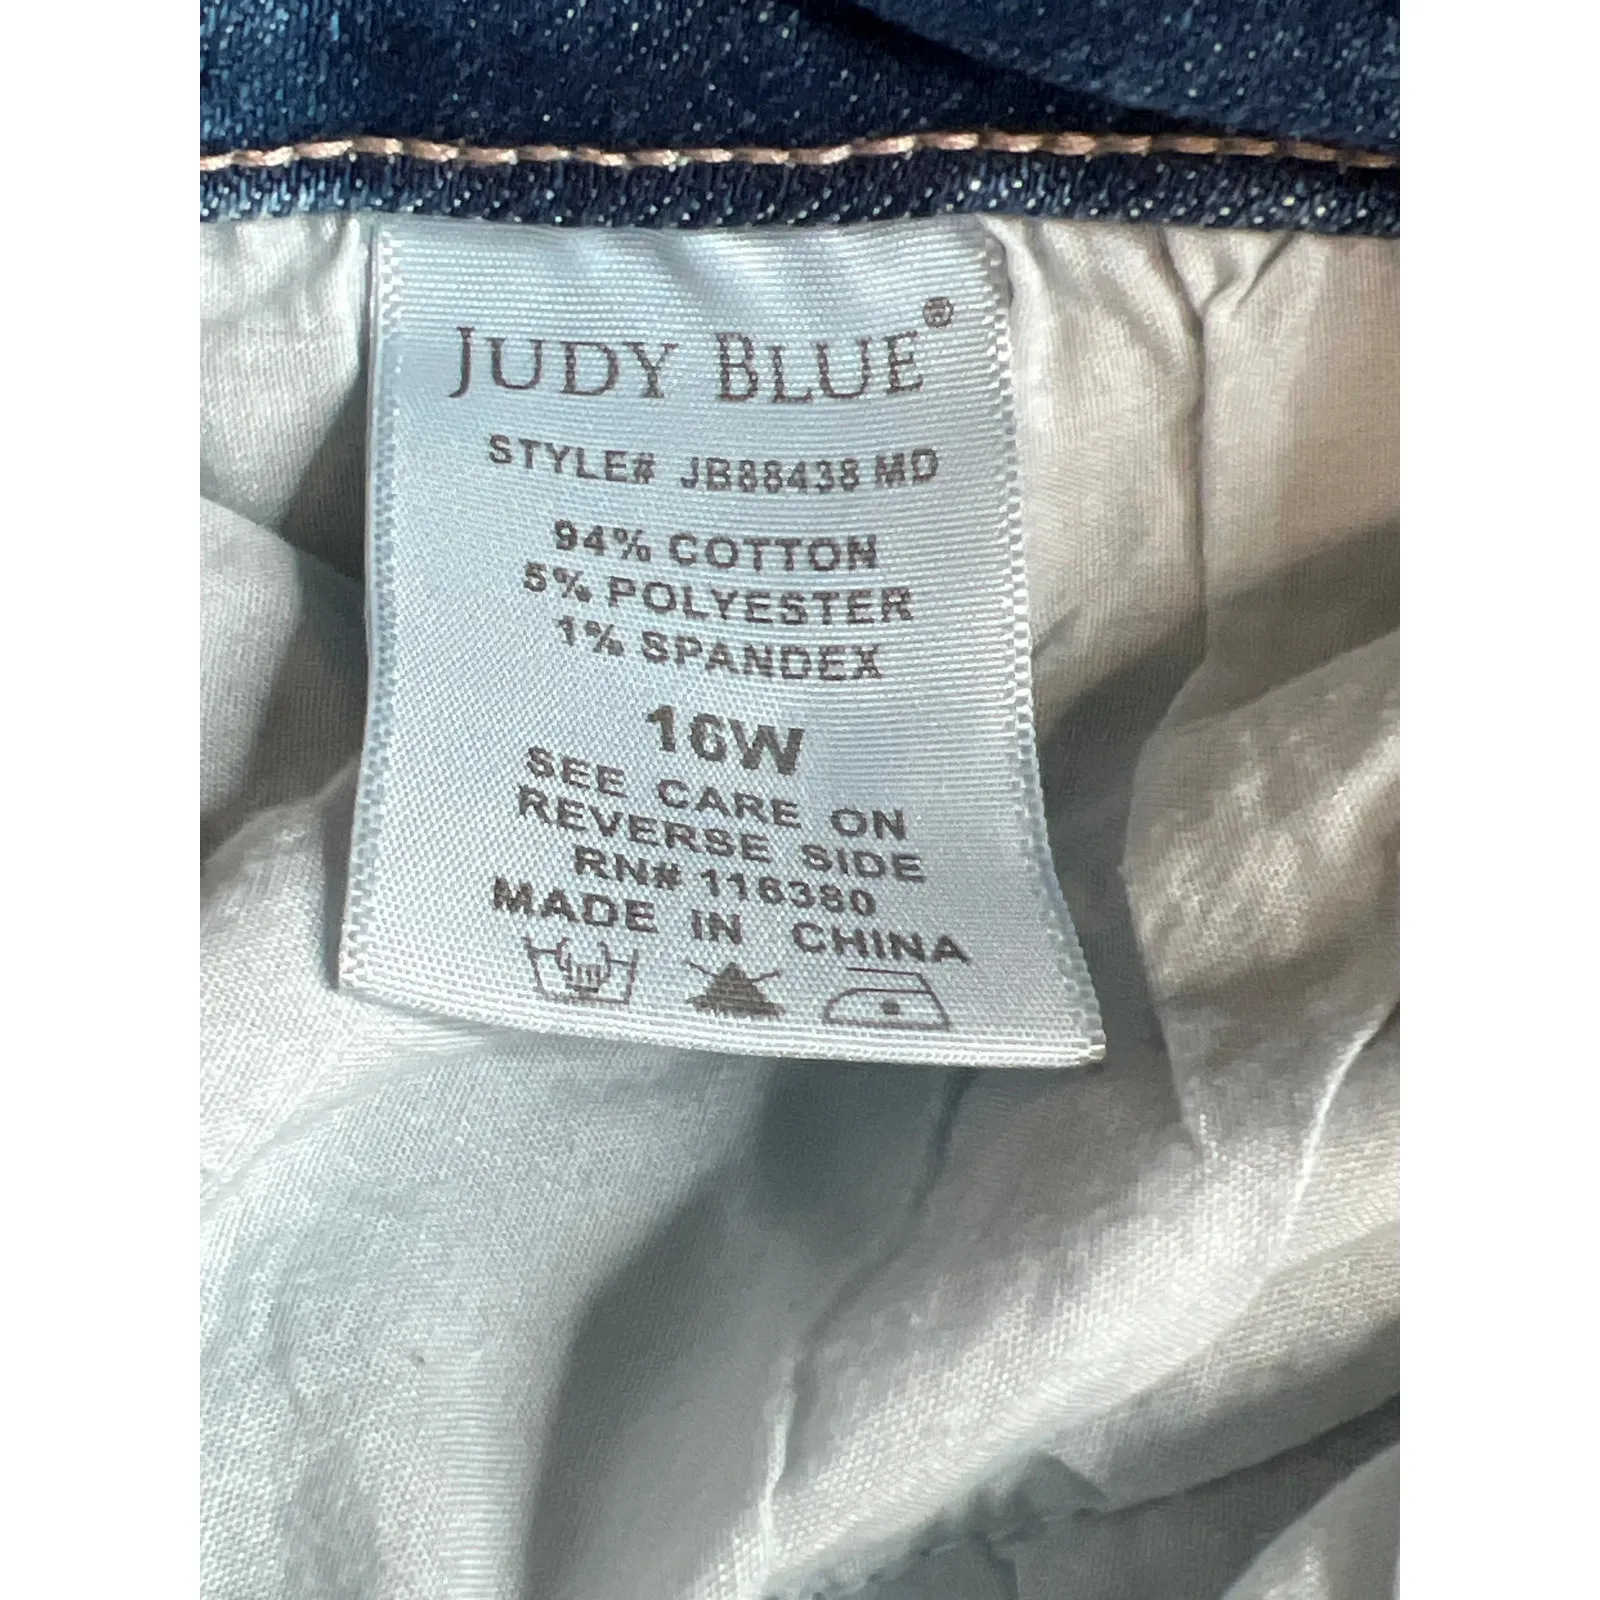 JUDY BLUE®
STYLE# JB88438 MD
94% COTTON
5% POLYESTER
1% SPANDEX
16W
SEE CARE ON
REVERSE SIDE
RN# 116380
MADE IN CHINA